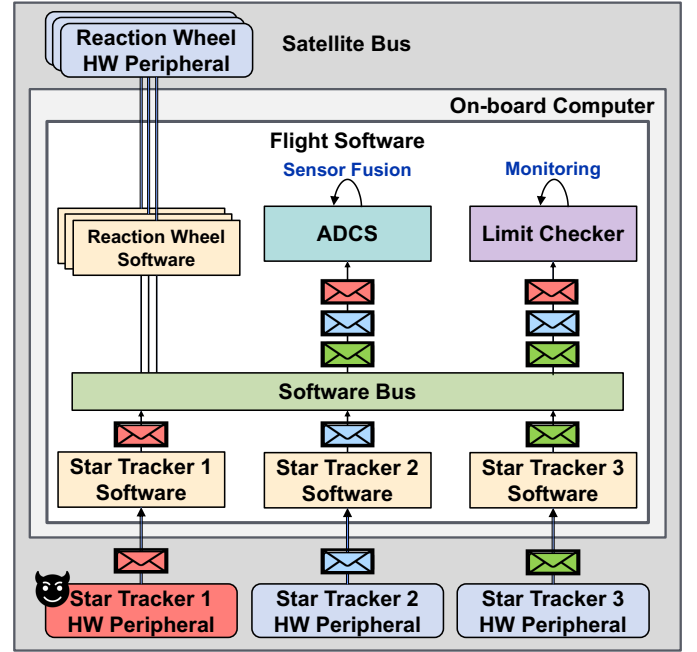 Reaction Wheel
HW Peripheral
Satellite Bus
On-board Computer
Flight Software
Sensor Fusion
Monitoring
Reaction Wheel
Software
ADCS
Limit Checker
Software Bus
Star Tracker 1
Software
Star Tracker 2
Software
Star Tracker 3
Software
Star Tracker 1
HW Peripheral
Star Tracker 2
HW Peripheral
Star Tracker 3
HW Peripheral